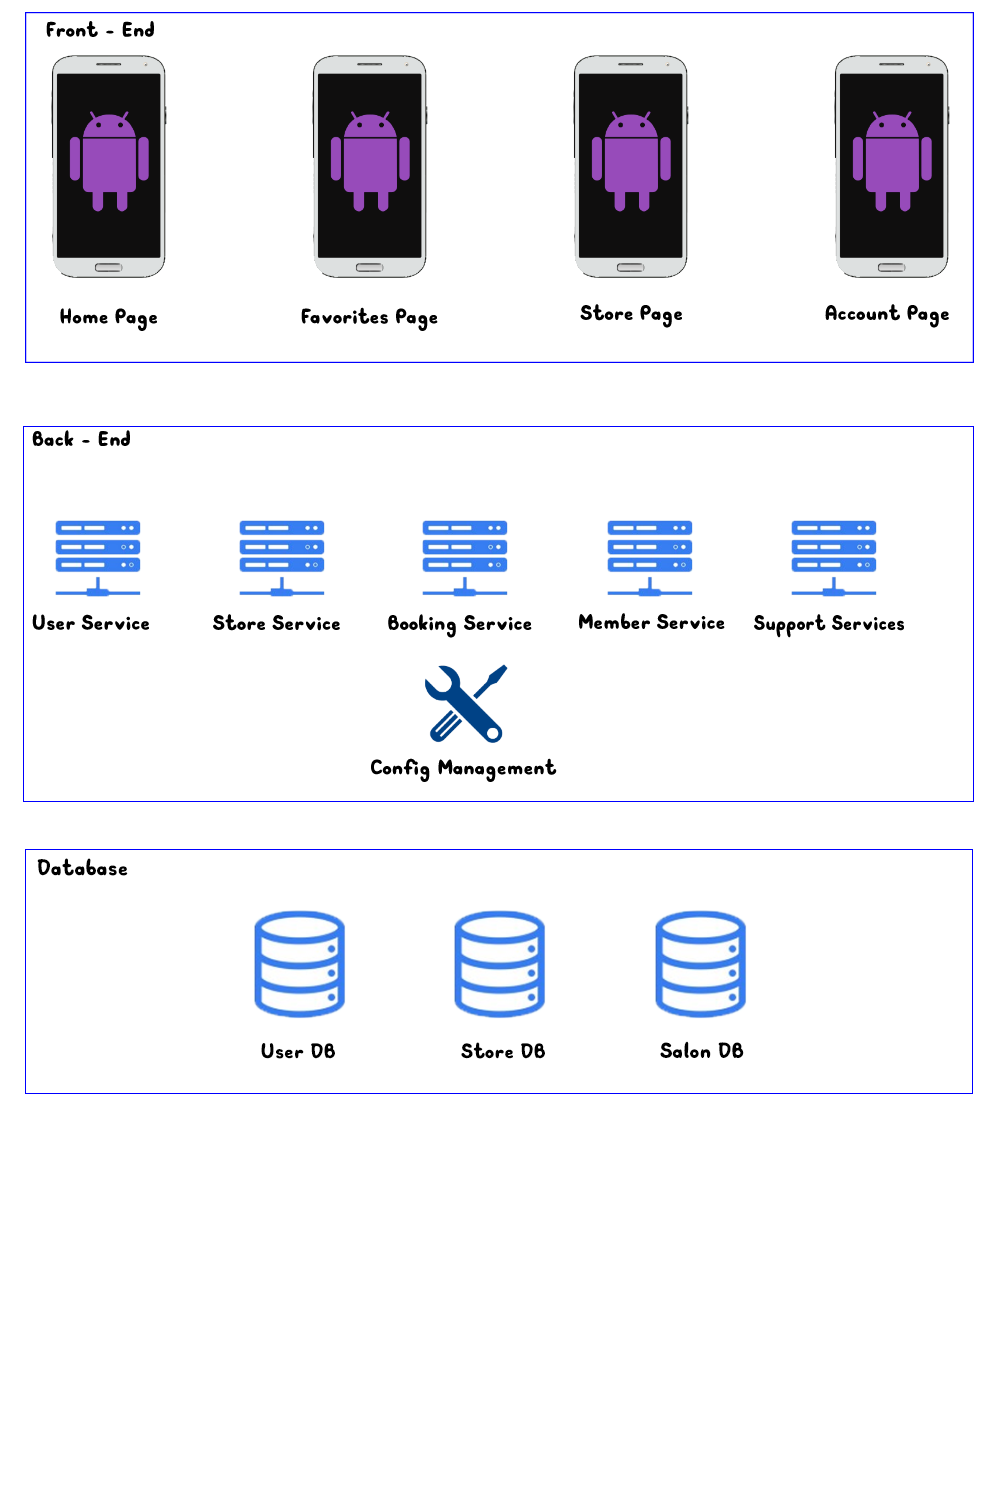 Front - End
Home Page
Favorites Page
Store Page
Account Page
Back - End
User Service
Store Service
Booking Service
Member Service
Support Services
Config Management
Database
User DB
Store DB
Salon DB